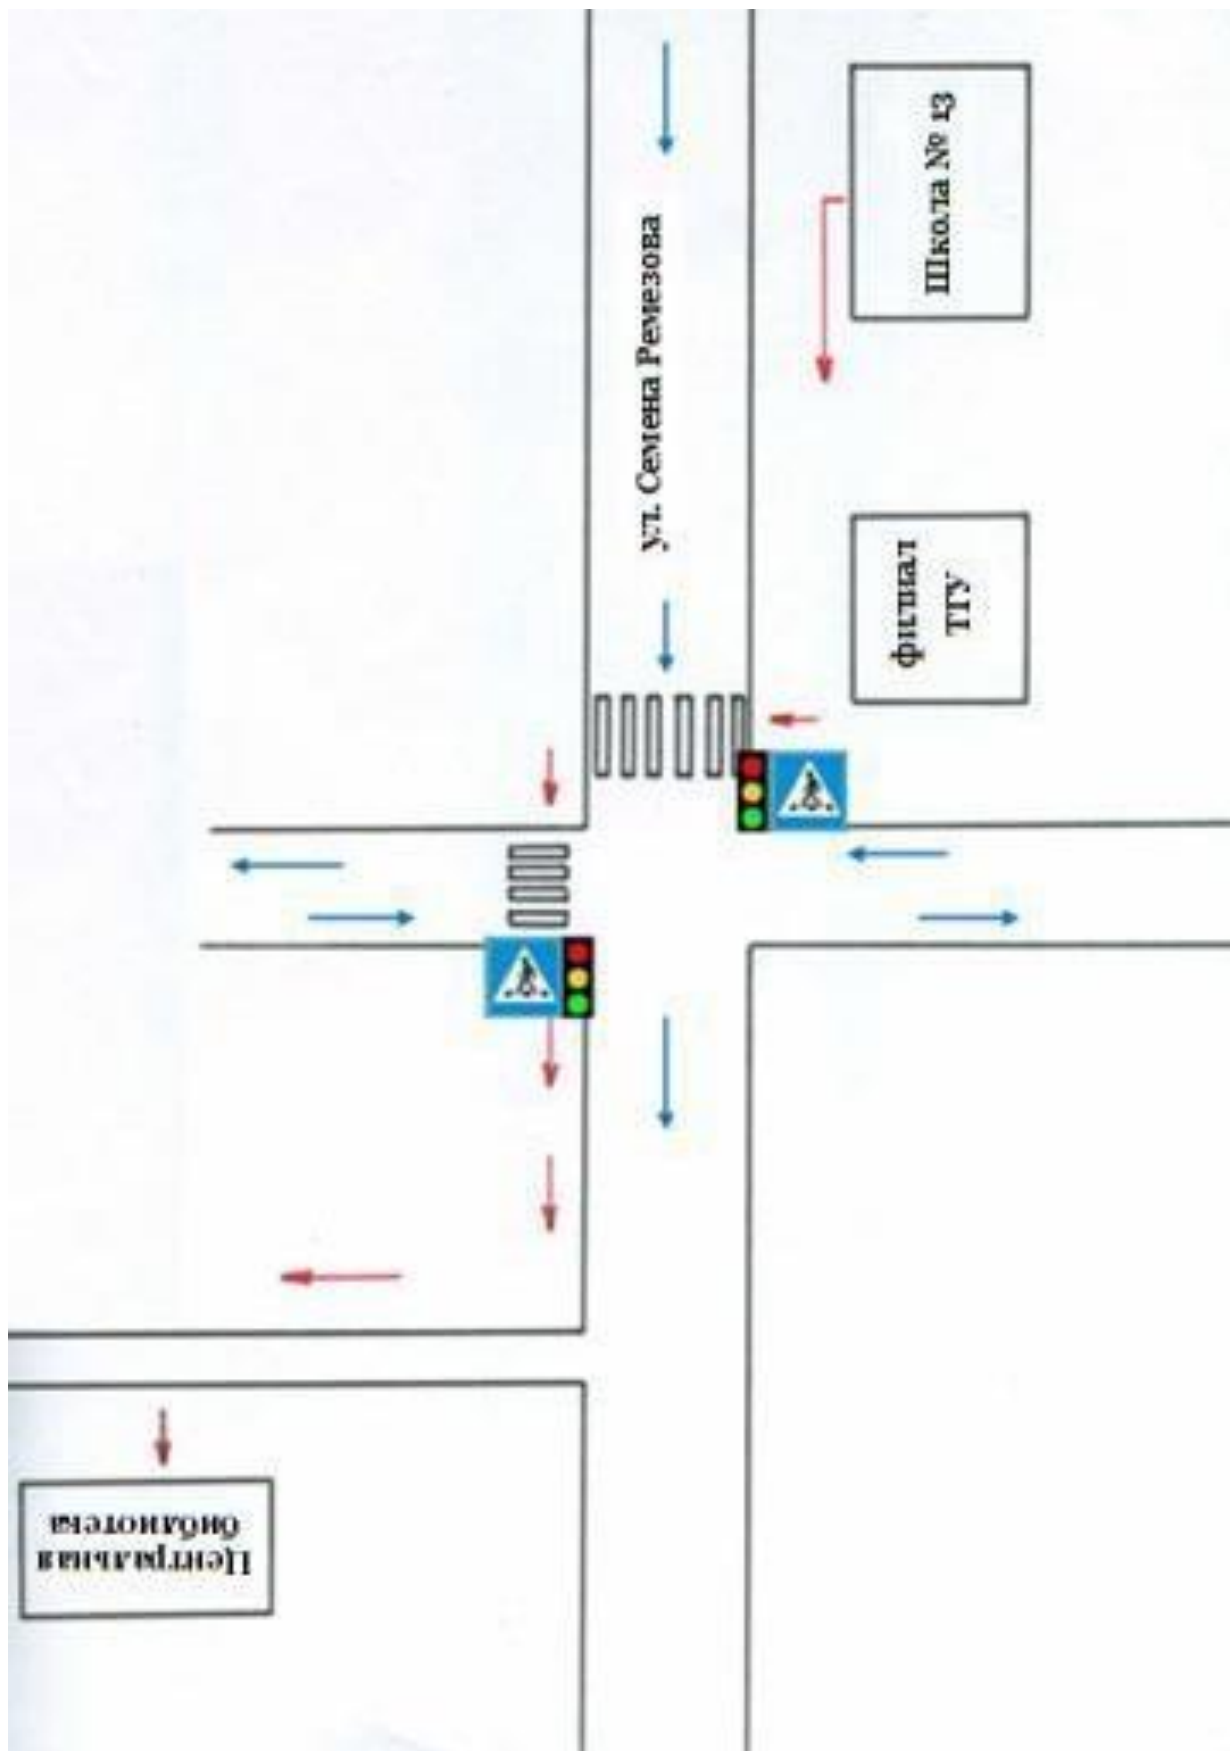 ул. Семена Ремезова
Школа № 13
филиал
ТГУ
Центральная
библиотека